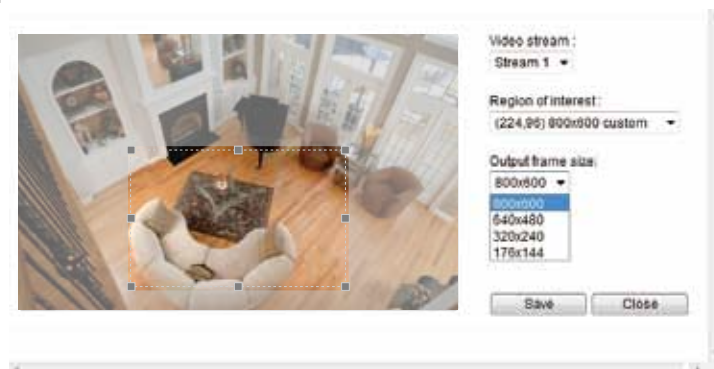 Video stream :
Stream 1
Region of interest :
(224,96) 800x600 custom
Output frame size:
800x600
800x600
640x480
320x240
176x144
Save
Close